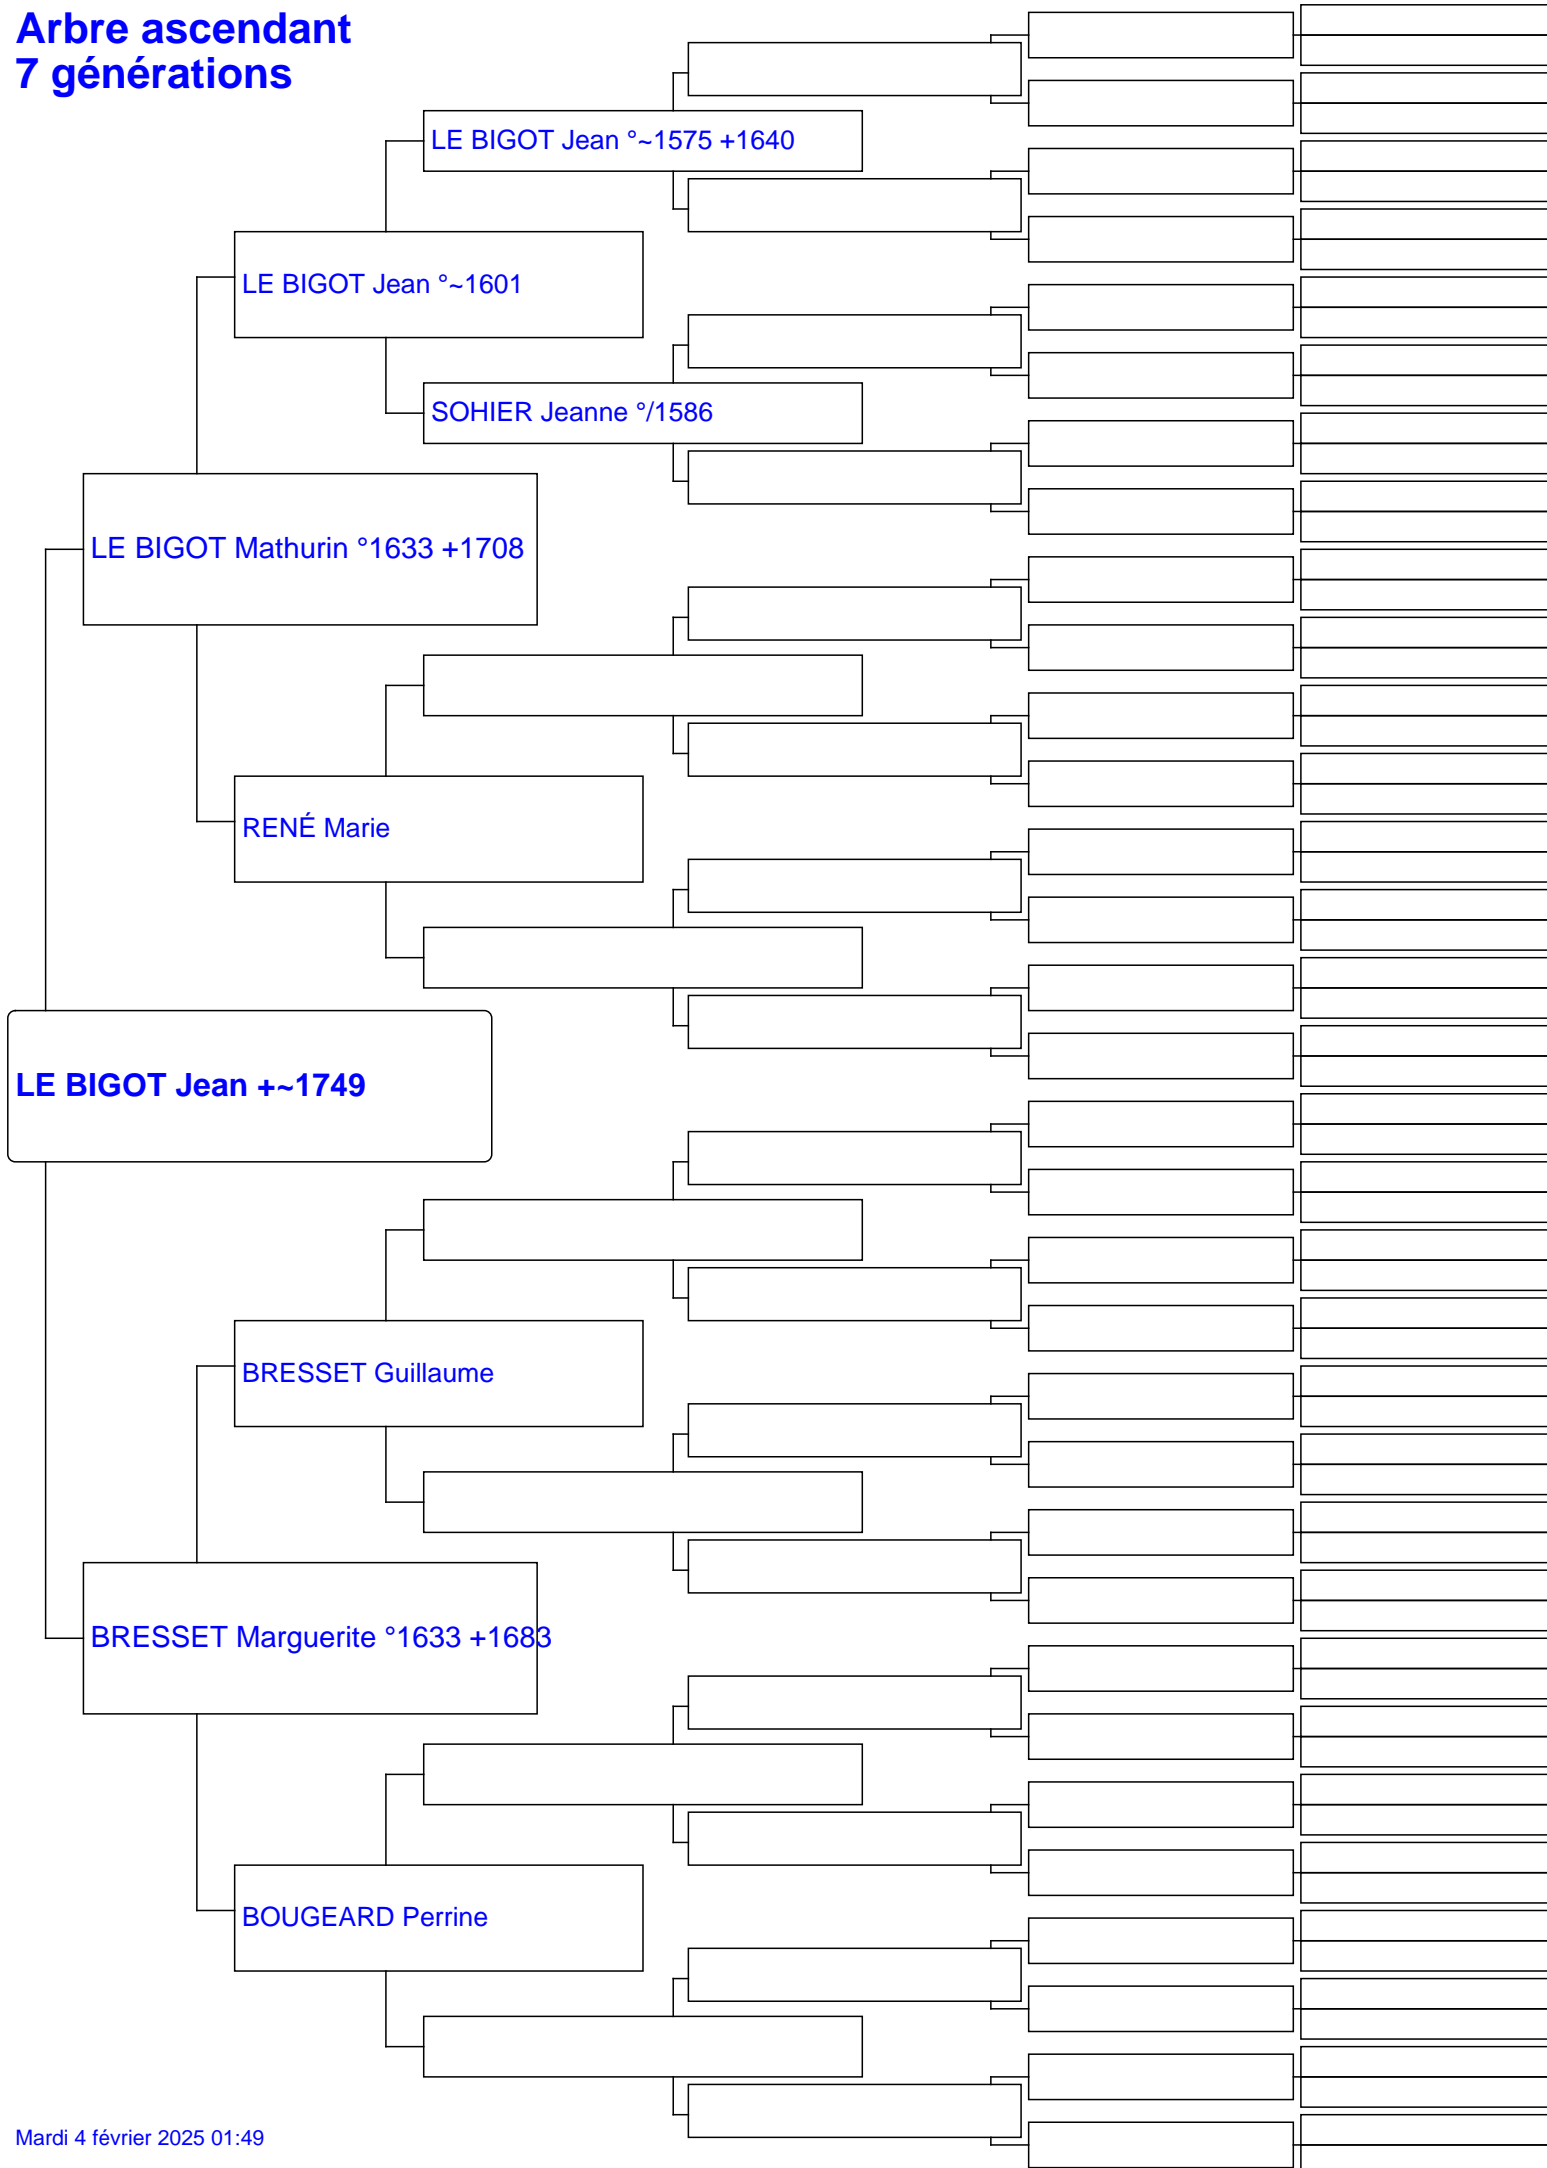 Arbre ascendant
7 générations
LE BIGOT Jean °~1575 +1640
LE BIGOT Jean °~1601
SOHIER Jeanne °/1586
LE BIGOT Mathurin °1633 +1708
RENÉ Marie
LE BIGOT Jean +~1749
BRESSET Guillaume
BRESSET Marguerite °1633 +1683
BOUGEARD Perrine
Mardi 4 février 2025 01:49